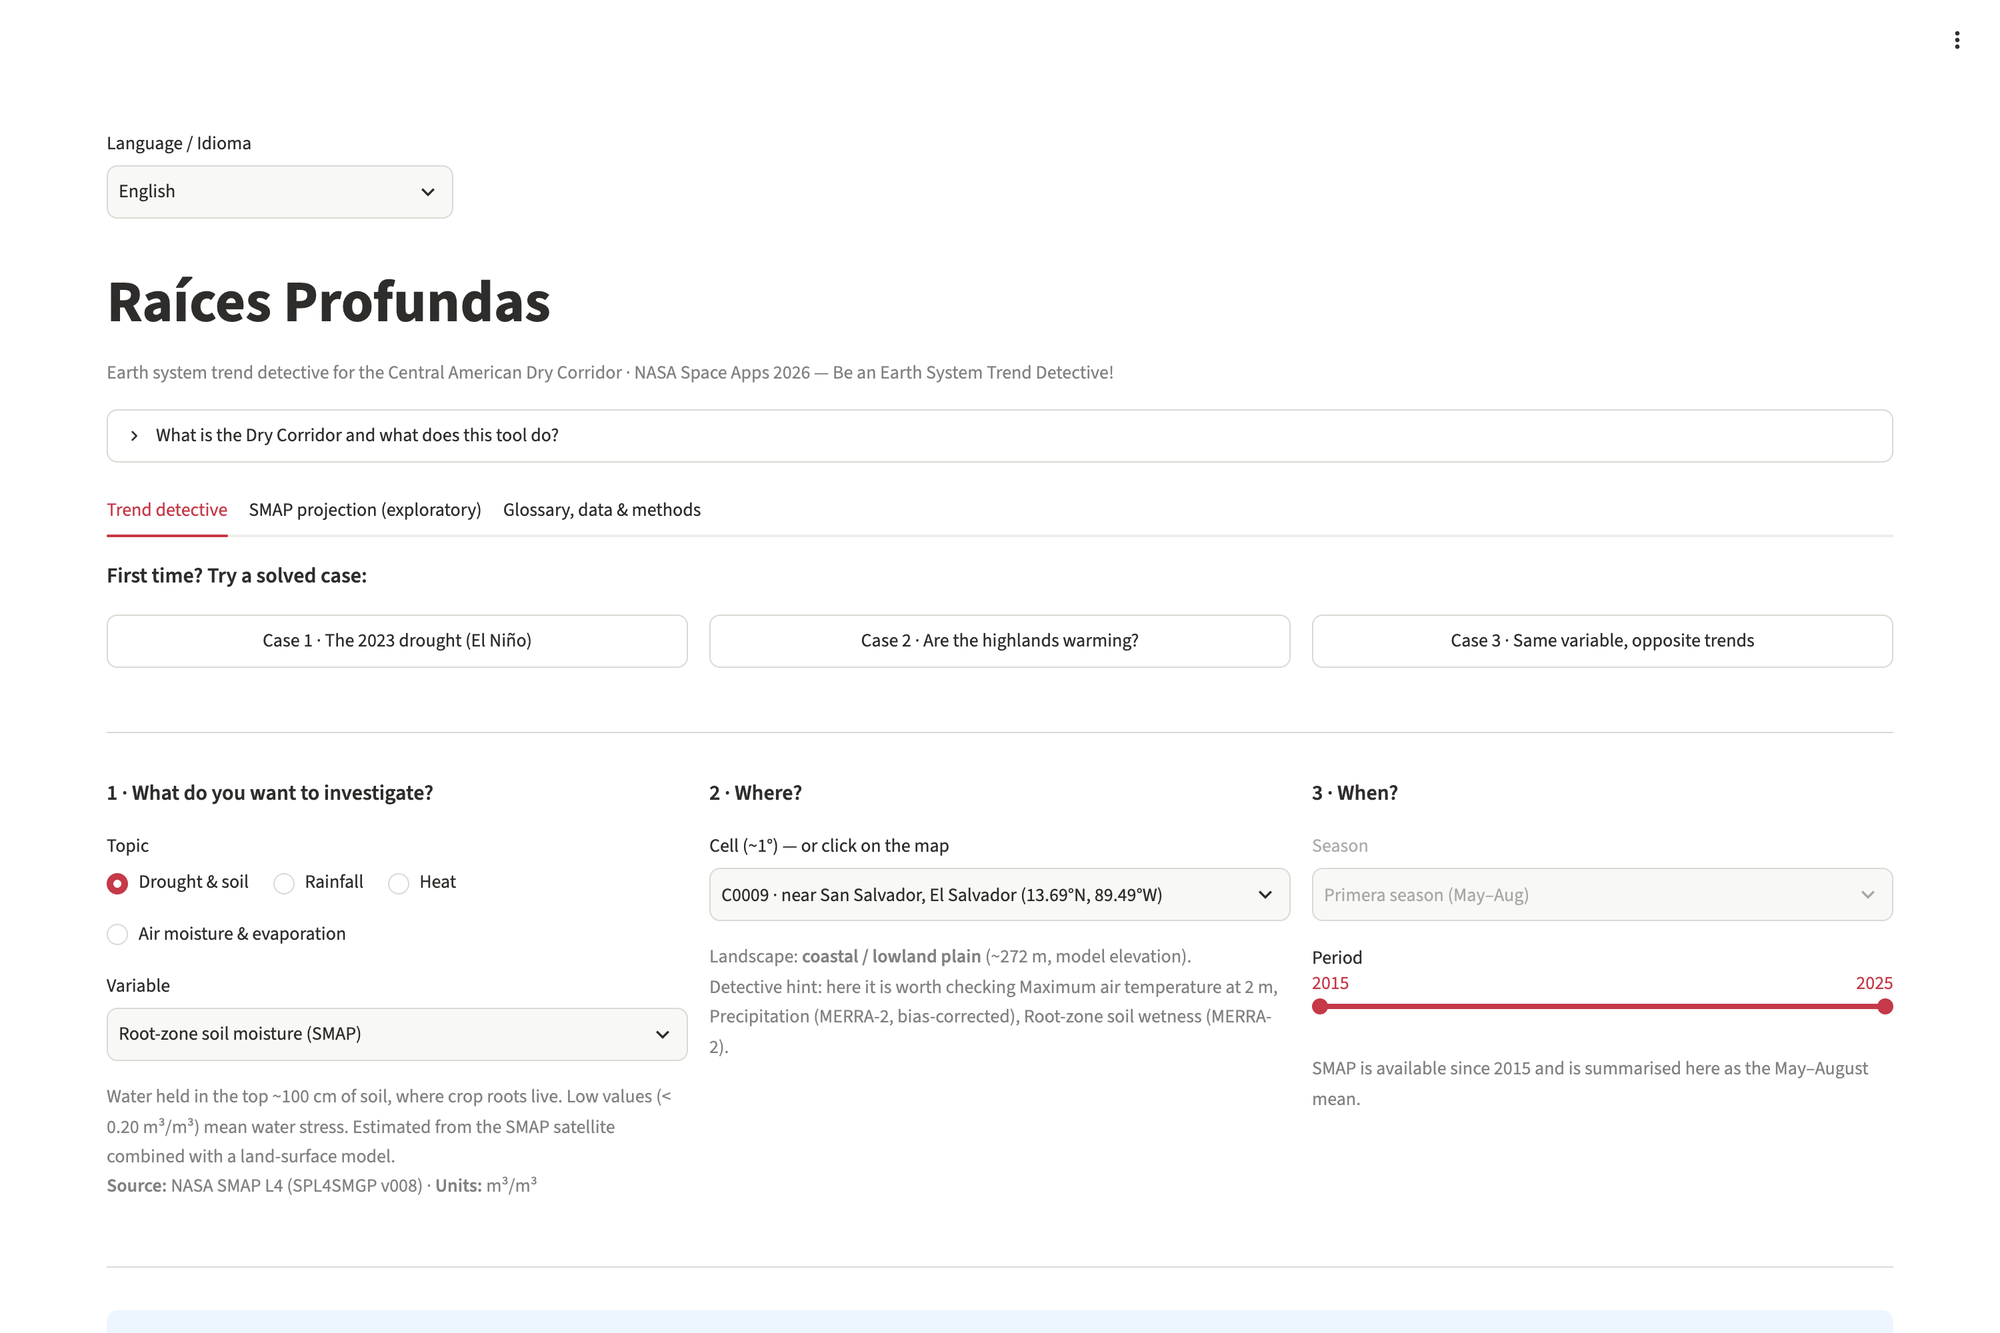 Language / Idioma
English
Raíces Profundas
Earth system trend detective for the Central American Dry Corridor · NASA Space Apps 2026 — Be an Earth System Trend Detective!
What is the Dry Corridor and what does this tool do?
Trend detective
SMAP projection (exploratory)
Glossary, data & methods
First time? Try a solved case:
Case 1 · The 2023 drought (El Niño)
Case 2 · Are the highlands warming?
Case 3 · Same variable, opposite trends
1 · What do you want to investigate?
Topic
Drought & soil
Rainfall
Heat
Air moisture & evaporation
Variable
Root-zone soil moisture (SMAP)
Water held in the top ~100 cm of soil, where crop roots live. Low values (<
0.20 m³/m³) mean water stress. Estimated from the SMAP satellite
combined with a land-surface model.
Source: NASA SMAP L4 (SPL4SMGP v008) · Units: m³/m³
2 · Where?
Cell (~1°) — or click on the map
C0009 · near San Salvador, El Salvador (13.69°N, 89.49°W)
Landscape: coastal / lowland plain (~272 m, model elevation).
Detective hint: here it is worth checking Maximum air temperature at 2 m,
Precipitation (MERRA-2, bias-corrected), Root-zone soil wetness (MERRA-
2).
3 · When?
Season
Primera season (May–Aug)
Period
2015
2025
SMAP is available since 2015 and is summarised here as the May–August
mean.